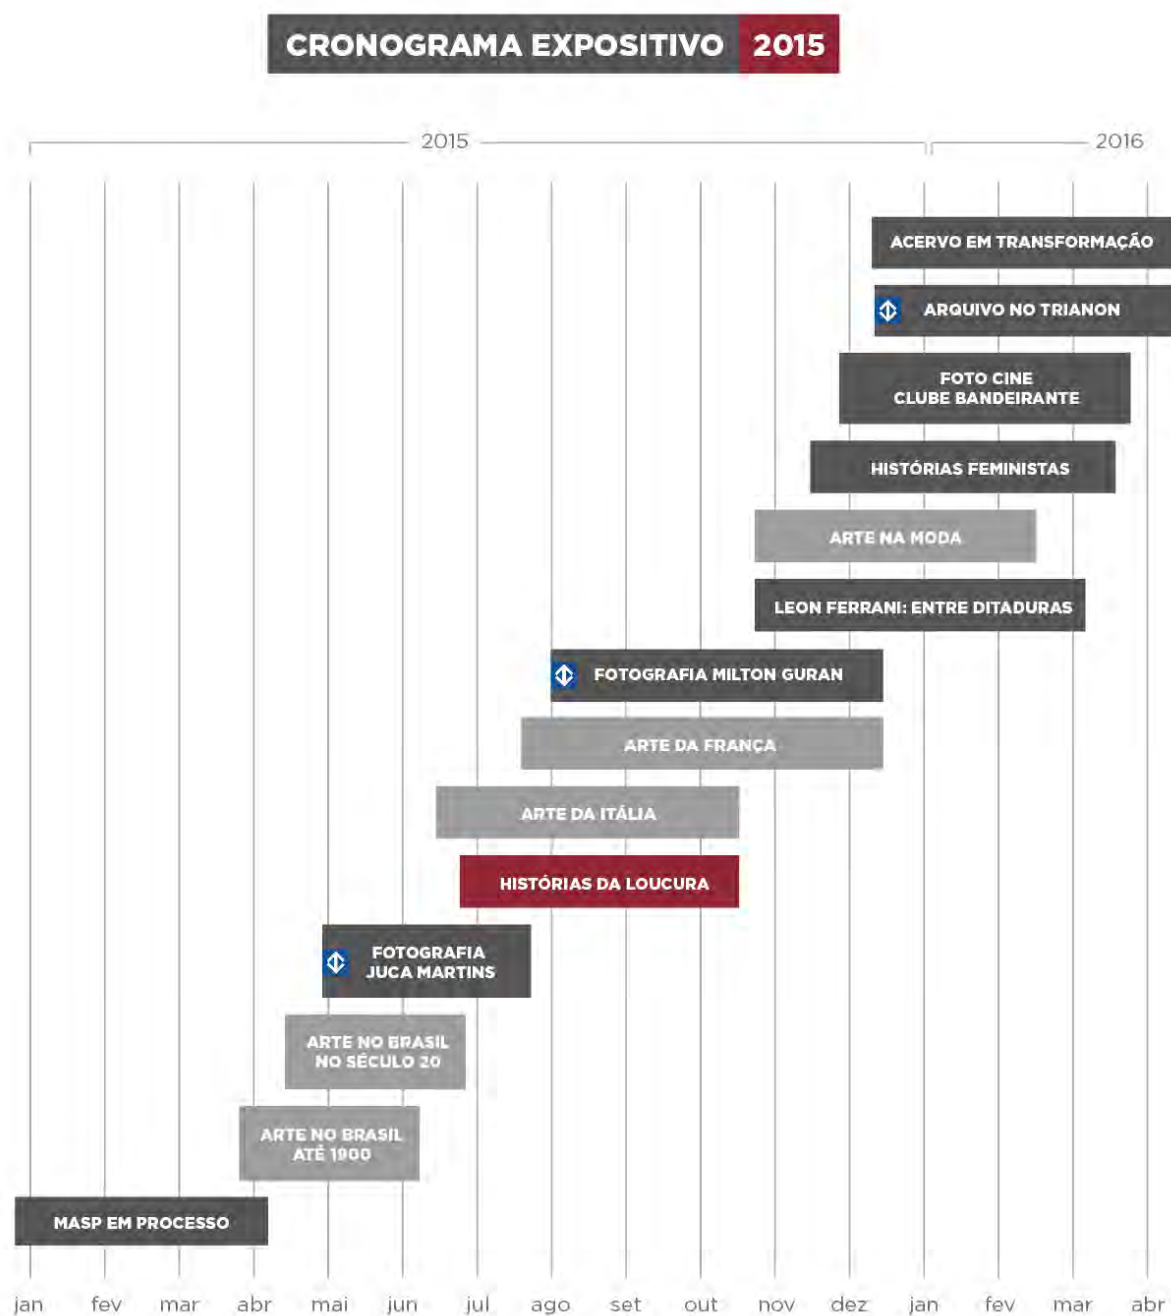 CRONOGRAMA EXPOSITIVO 2015
2015 2016
ACERVO EM TRANSFORMAÇÃO
ARQUIVO NO TRIANON
FOTO CINE
CLUBE BANDEIRANTE
HISTÓRIAS FEMINISTAS
ARTE NA MODA
LEON FERRANI: ENTRE DITADURAS
FOTOGRAFIA MILTON GURAN
ARTE DA FRANÇA
ARTE DA ITÁLIA
HISTÓRIAS DA LOUCURA
FOTOGRAFIA
JUCA MARTINS
ARTE NO BRASIL
NO SÉCULO 20
ARTE NO BRASIL
ATÉ 1900
MASP EM PROCESSO
jan fev mar abr mai jun jul ago set out nov dez jan fev mar abr